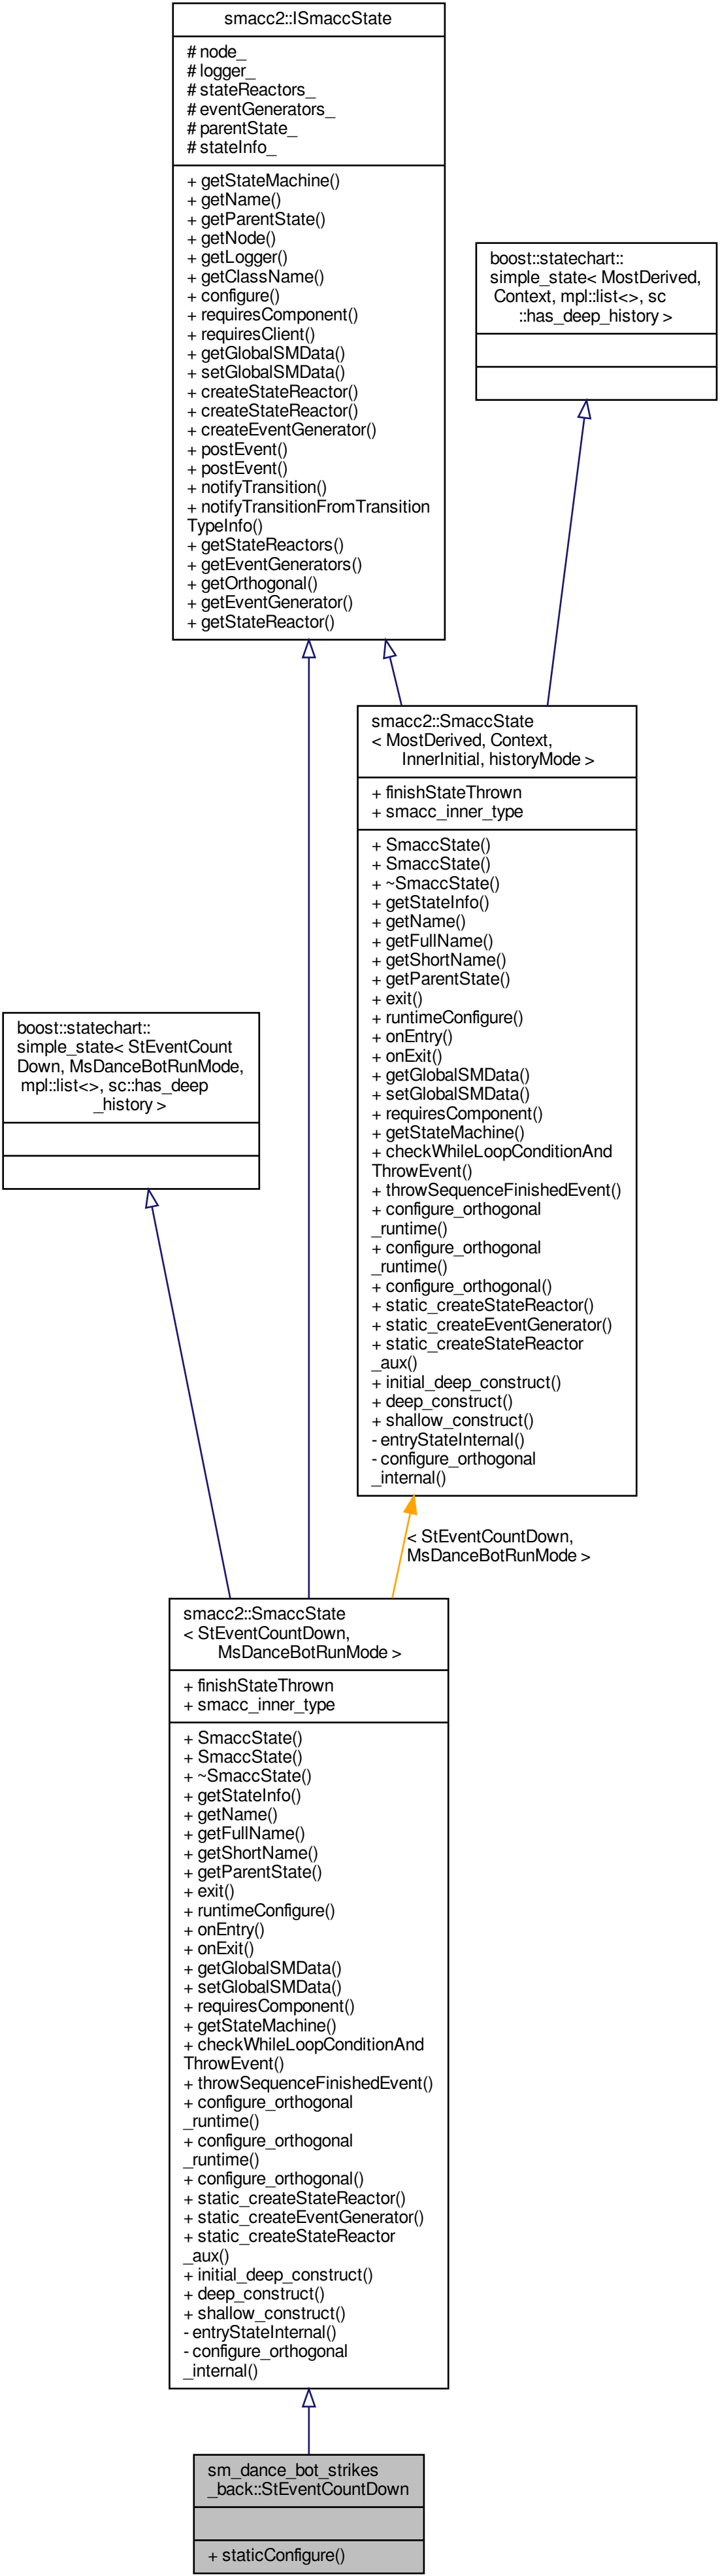 smacc2::ISmaccState
# node_
# logger_
# stateReactors_
# eventGenerators_
# parentState_
# stateInfo_
+ getStateMachine()
+ getName()
+ getParentState()
+ getNode()
+ getLogger()
+ getClassName()
+ configure()
+ requiresComponent()
+ requiresClient()
+ getGlobalSMData()
+ setGlobalSMData()
+ createStateReactor()
+ createStateReactor()
+ createEventGenerator()
+ postEvent()
+ postEvent()
+ notifyTransition()
+ notifyTransitionFromTransition
TypeInfo()
+ getStateReactors()
+ getEventGenerators()
+ getOrthogonal()
+ getEventGenerator()
+ getStateReactor()
boost::statechart::
simple_state< MostDerived,
Context, mpl::list<>, sc
::has_deep_history >
smacc2::SmaccState
< MostDerived, Context,
InnerInitial, historyMode >
+ finishStateThrown
+ smacc_inner_type
+ SmaccState()
+ SmaccState()
+ ~SmaccState()
+ getStateInfo()
+ getName()
+ getFullName()
+ getShortName()
+ getParentState()
+ exit()
+ runtimeConfigure()
+ onEntry()
+ onExit()
+ getGlobalSMData()
+ setGlobalSMData()
+ requiresComponent()
+ getStateMachine()
+ checkWhileLoopConditionAnd
ThrowEvent()
+ throwSequenceFinishedEvent()
+ configure_orthogonal
_runtime()
+ configure_orthogonal
_runtime()
+ configure_orthogonal()
+ static_createStateReactor()
+ static_createEventGenerator()
+ static_createStateReactor
_aux()
+ initial_deep_construct()
+ deep_construct()
+ shallow_construct()
- entryStateInternal()
- configure_orthogonal
_internal()
boost::statechart::
simple_state< StEventCount
Down, MsDanceBotRunMode,
mpl::list<>, sc::has_deep
_history >
< StEventCountDown,
MsDanceBotRunMode >
smacc2::SmaccState
< StEventCountDown,
MsDanceBotRunMode >
+ finishStateThrown
+ smacc_inner_type
+ SmaccState()
+ SmaccState()
+ ~SmaccState()
+ getStateInfo()
+ getName()
+ getFullName()
+ getShortName()
+ getParentState()
+ exit()
+ runtimeConfigure()
+ onEntry()
+ onExit()
+ getGlobalSMData()
+ setGlobalSMData()
+ requiresComponent()
+ getStateMachine()
+ checkWhileLoopConditionAnd
ThrowEvent()
+ throwSequenceFinishedEvent()
+ configure_orthogonal
_runtime()
+ configure_orthogonal
_runtime()
+ configure_orthogonal()
+ static_createStateReactor()
+ static_createEventGenerator()
+ static_createStateReactor
_aux()
+ initial_deep_construct()
+ deep_construct()
+ shallow_construct()
- entryStateInternal()
- configure_orthogonal
_internal()
sm_dance_bot_strikes
_back::StEventCountDown
+ staticConfigure()